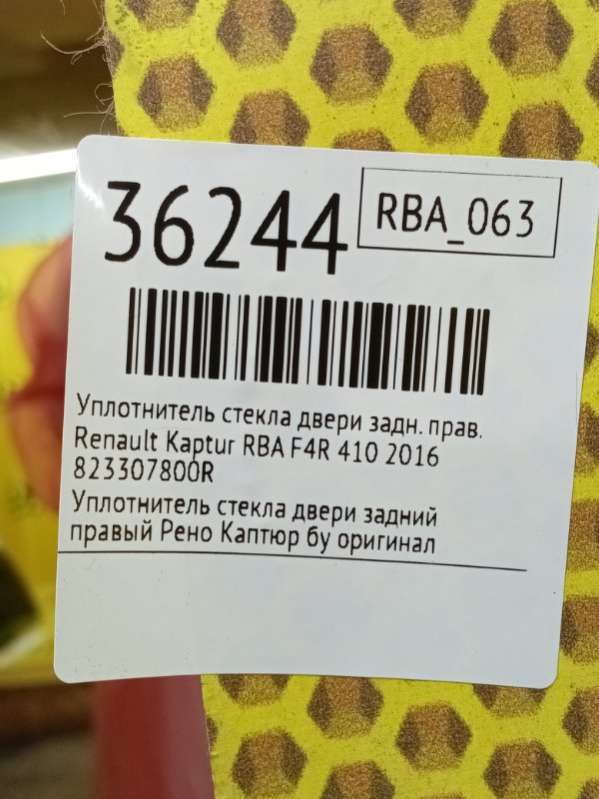 36244
RBA_063
Уплотнитель стекла двери задн. прав.
Renault Kaptur RBA F4R 410 2016
823307800R
Уплотнитель стекла двери задний
правый Рено Каптюр бу оригинал